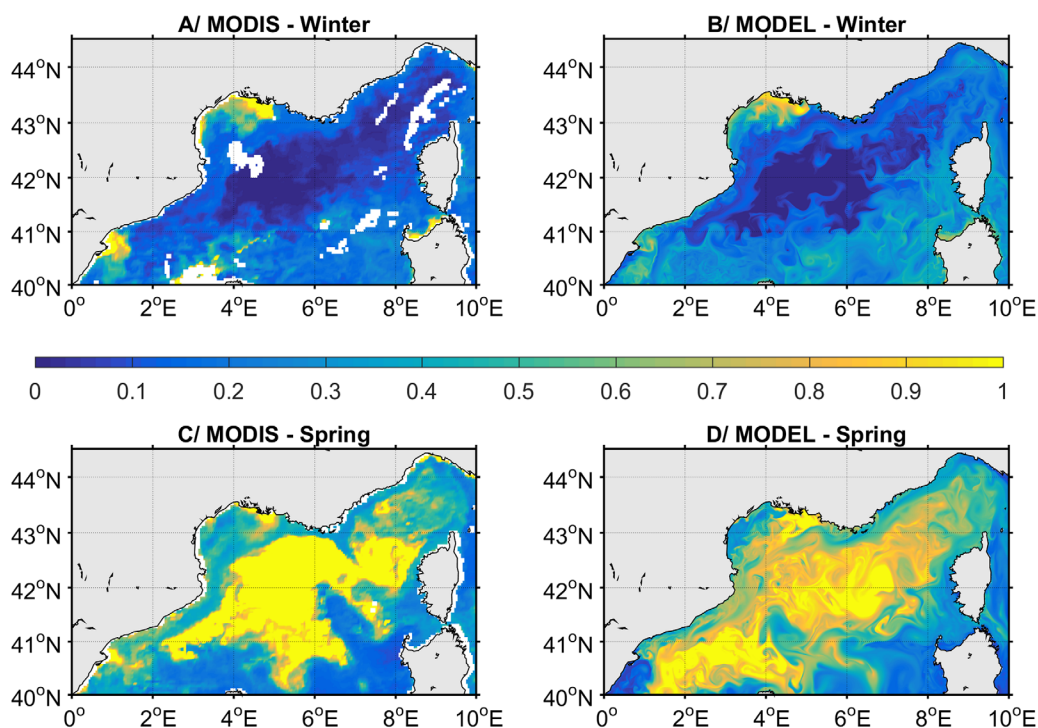 A/ MODIS - Winter
B/ MODEL - Winter
44°N
43°N
42°N
41°N
40°N
0° 2°E 4°E 6°E 8°E 10°E
44°N
43°N
42°N
41°N
40°N
0° 2°E 4°E 6°E 8°E 10°E
0 0.1 0.2 0.3 0.4 0.5 0.6 0.7 0.8 0.9 1
C/ MODIS - Spring
D/ MODEL - Spring
44°N
43°N
42°N
41°N
40°N
0° 2°E 4°E 6°E 8°E 10°E
44°N
43°N
42°N
41°N
40°N
0° 2°E 4°E 6°E 8°E 10°E